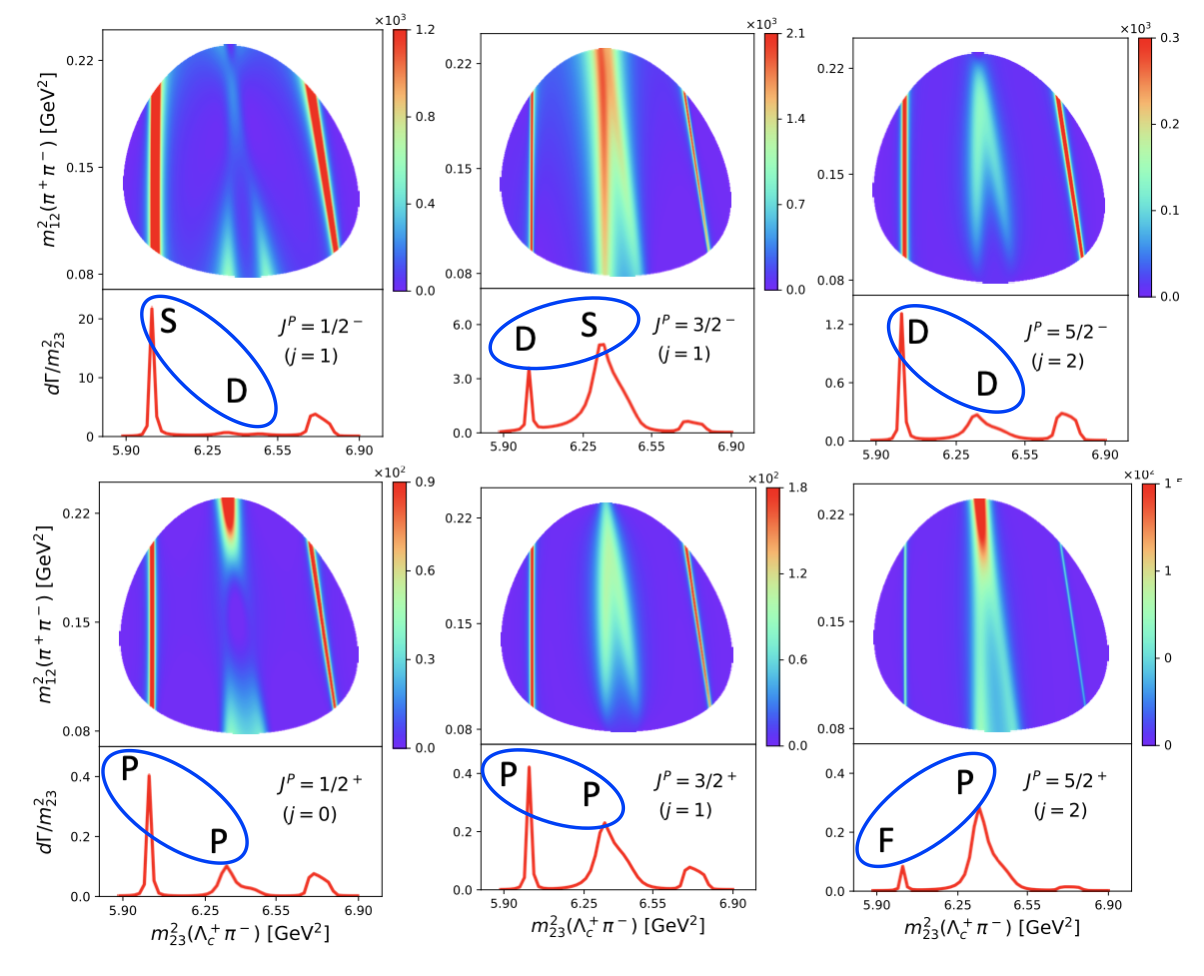 ×10³ 1.2
×10³ 2.1
×10³ 0.3
0.22
0.15
0.08
m²₁₂(π⁺π⁻) [GeV²]
0.8
0.4
0.0
0.22
0.15
0.08
1.4
0.7
0.0
0.22
0.15
0.08
0.2
0.1
0.0
20
10
0
dΓ/m²₂₃
S
D
Jᴾ = 1/2⁻
(j = 1)
5.90 6.25 6.55 6.90
6.0
3.0
0.0
D S
Jᴾ = 3/2⁻
(j = 1)
5.90 6.25 6.55 6.90
1.2
0.6
0.0
D
D
Jᴾ = 5/2⁻
(j = 2)
5.90 6.25 6.55 6.90
×10² 0.9
×10² 1.8
0.22
0.15
0.08
m²₁₂(π⁺π⁻) [GeV²]
0.6
0.3
0.0
0.22
0.15
0.08
1.2
0.6
0.0
0.22
0.15
0.08
1
0
0
0.4
0.2
0.0
dΓ/m²₂₃
P
P
Jᴾ = 1/2⁺
(j = 0)
5.90 6.25 6.55 6.90
m²₂₃(Λ꜀⁺π⁻) [GeV²]
0.4
0.2
0.0
P
P
Jᴾ = 3/2⁺
(j = 1)
5.90 6.25 6.55 6.90
m²₂₃(Λ꜀⁺π⁻) [GeV²]
0.4
0.2
0.0
P
F
Jᴾ = 5/2⁺
(j = 2)
5.90 6.25 6.55 6.90
m²₂₃(Λ꜀⁺π⁻) [GeV²]